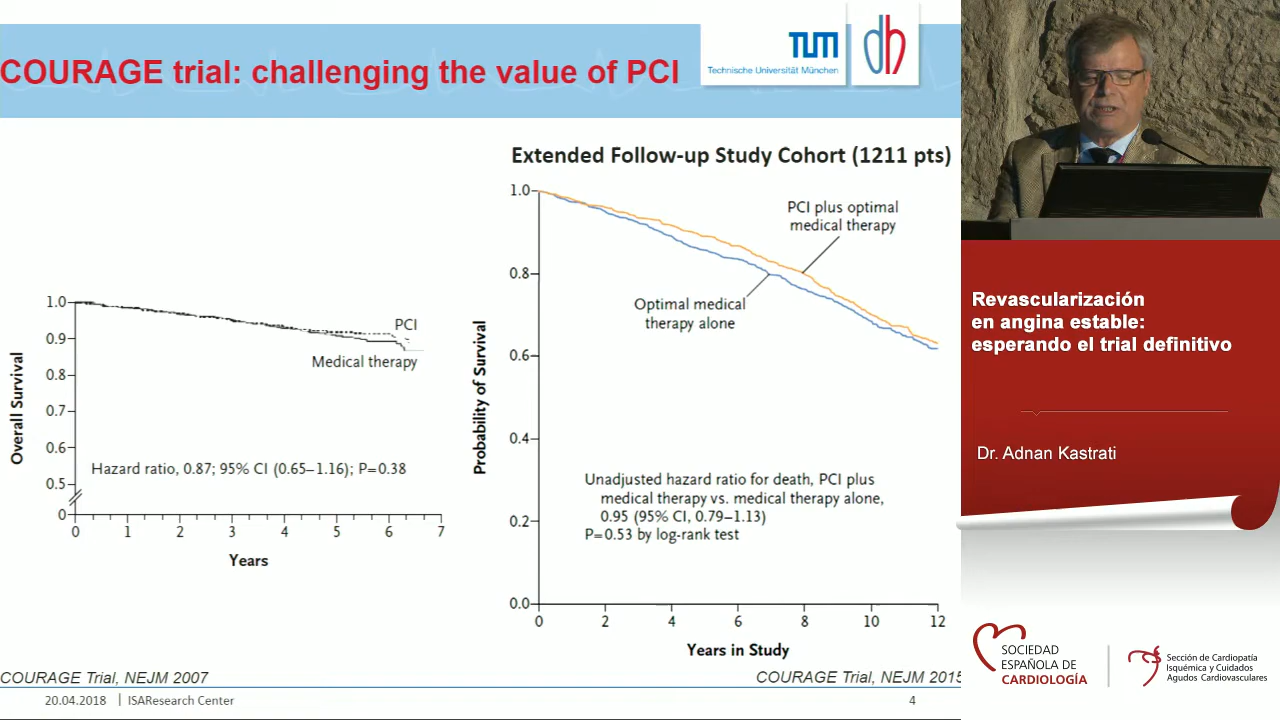 COURAGE trial: challenging the value of PCI
TUM
Technische Universität München
Extended Follow-up Study Cohort (1211 pts)
Overall Survival
1.0
0.9
0.8
0.7
0.6
0.5
0
PCI
Medical therapy
Hazard ratio, 0.87; 95% CI (0.65–1.16); P=0.38
0 1 2 3 4 5 6 7
Years
Probability of Survival
1.0
0.8
0.6
0.4
0.2
0.0
PCI plus optimal
medical therapy
Optimal medical
therapy alone
Unadjusted hazard ratio for death, PCI plus
medical therapy vs. medical therapy alone,
0.95 (95% CI, 0.79–1.13)
P=0.53 by log-rank test
0 2 4 6 8 10 12
Years in Study
COURAGE Trial, NEJM 2007
COURAGE Trial, NEJM 2015
20.04.2018 | ISAResearch Center
4
Revascularización
en angina estable:
esperando el trial definitivo
Dr. Adnan Kastrati
SOCIEDAD
ESPAÑOLA DE
CARDIOLOGÍA
Sección de Cardiopatía
Isquémica y Cuidados
Agudos Cardiovasculares